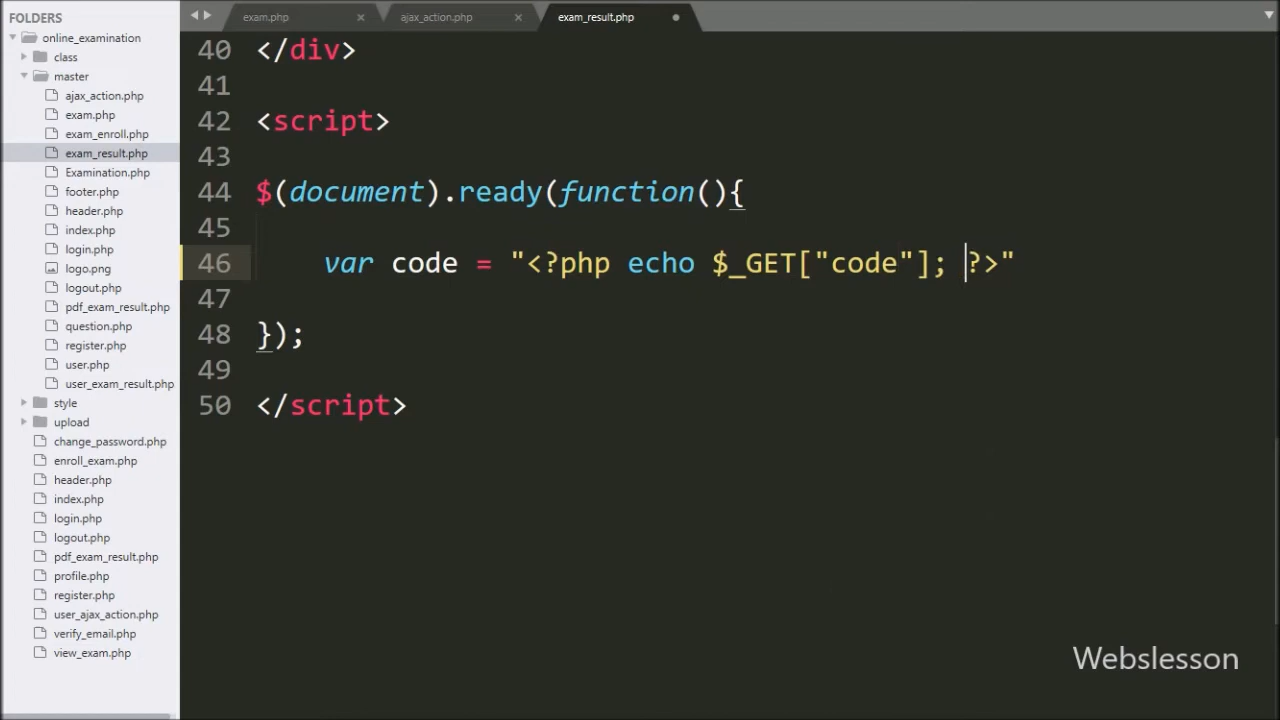 FOLDERS
online_examination
class
master
ajax_action.php
exam.php
exam_enroll.php
exam_result.php
Examination.php
footer.php
header.php
index.php
login.php
logo.png
logout.php
pdf_exam_result.php
question.php
register.php
user.php
user_exam_result.php
style
upload
change_password.php
enroll_exam.php
header.php
index.php
login.php
logout.php
pdf_exam_result.php
profile.php
register.php
user_ajax_action.php
verify_email.php
view_exam.php
exam.php × ajax_action.php × exam_result.php
40 </div>
41
42 <script>
43
44 $(document).ready(function(){
45
46 var code = "<?php echo $_GET["code"]; ?>"
47
48 });
49
50 </script>
Webslesson